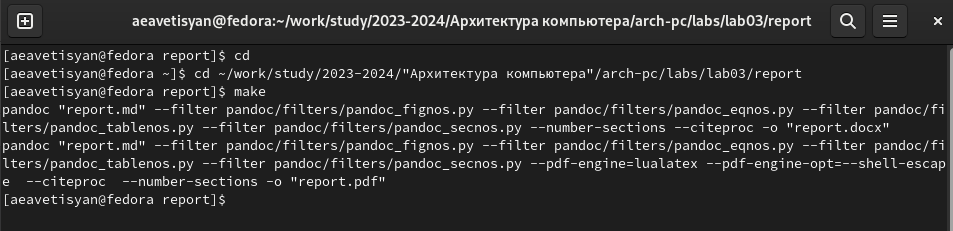 aeavetisyan@fedora:~/work/study/2023-2024/Архитектура компьютера/arch-pc/labs/lab03/report
[aeavetisyan@fedora report]$ cd
[aeavetisyan@fedora ~]$ cd ~/work/study/2023-2024/"Архитектура компьютера"/arch-pc/labs/lab03/report
[aeavetisyan@fedora report]$ make
pandoc "report.md" --filter pandoc/filters/pandoc_fignos.py --filter pandoc/filters/pandoc_eqnos.py --filter pandoc/fi
lters/pandoc_tablenos.py --filter pandoc/filters/pandoc_secnos.py --number-sections --citeproc -o "report.docx"
pandoc "report.md" --filter pandoc/filters/pandoc_fignos.py --filter pandoc/filters/pandoc_eqnos.py --filter pandoc/fi
lters/pandoc_tablenos.py --filter pandoc/filters/pandoc_secnos.py --pdf-engine=lualatex --pdf-engine-opt=--shell-escap
e  --citeproc  --number-sections -o "report.pdf"
[aeavetisyan@fedora report]$